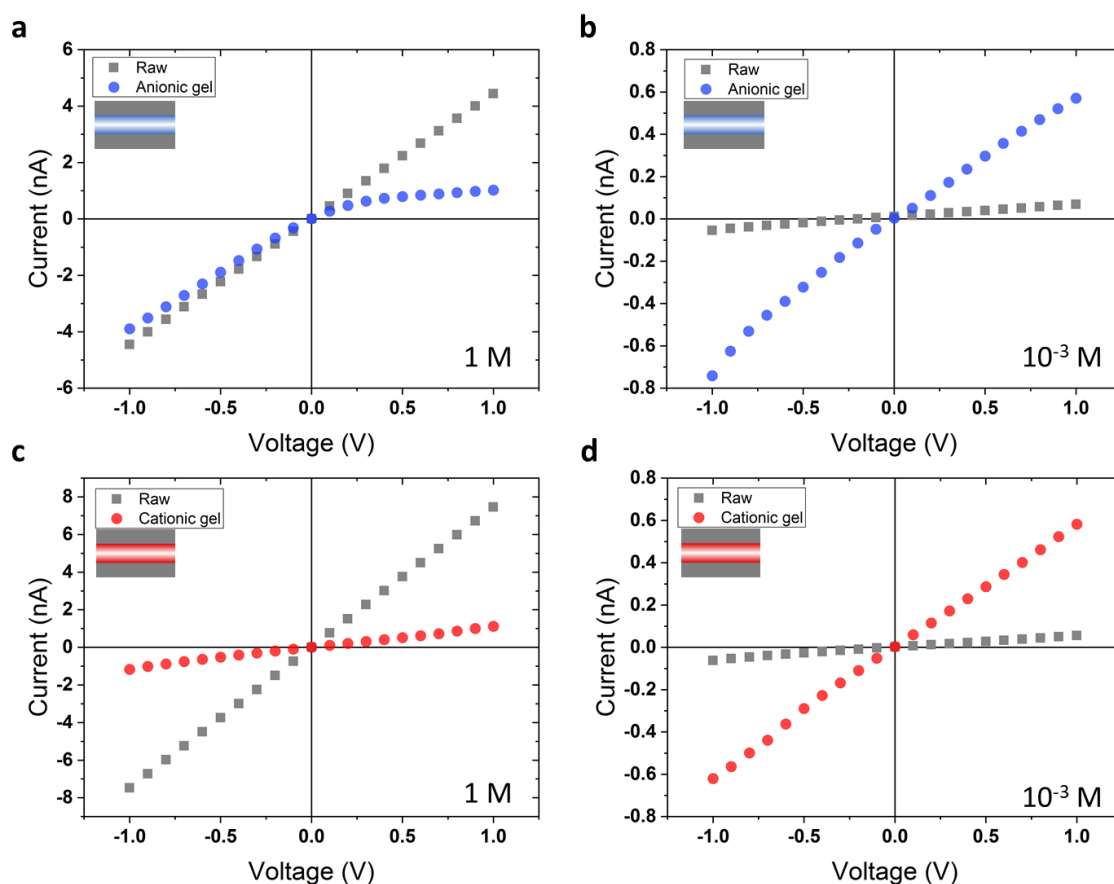 a
6
4
2
0
-2
-4
-6
Current (nA)
Raw
Anionic gel
1 M
-1.0 -0.5 0.0 0.5 1.0
Voltage (V)
b
0.8
0.6
0.4
0.2
0.0
-0.2
-0.4
-0.6
-0.8
Current (nA)
Raw
Anionic gel
10-3 M
-1.0 -0.5 0.0 0.5 1.0
Voltage (V)
c
8
6
4
2
0
-2
-4
-6
-8
Current (nA)
Raw
Cationic gel
1 M
-1.0 -0.5 0.0 0.5 1.0
Voltage (V)
d
0.8
0.6
0.4
0.2
0.0
-0.2
-0.4
-0.6
-0.8
Current (nA)
Raw
Cationic gel
10-3 M
-1.0 -0.5 0.0 0.5 1.0
Voltage (V)